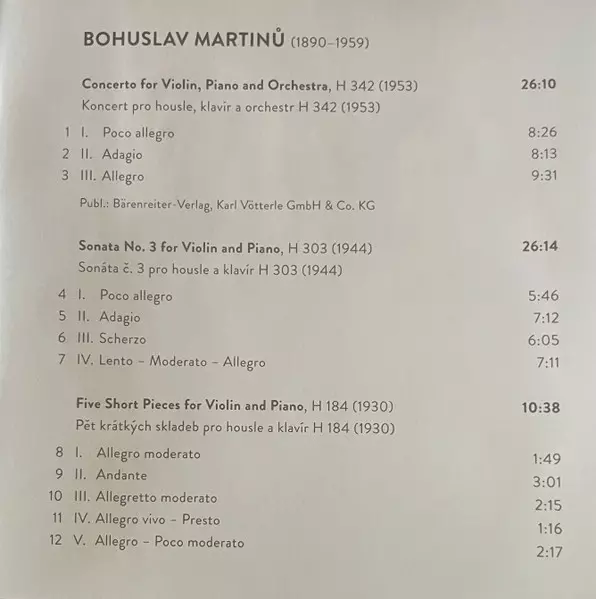 BOHUSLAV MARTINŮ (1890–1959)
Concerto for Violin, Piano and Orchestra, H 342 (1953) 26:10
Koncert pro housle, klavír a orchestr H 342 (1953)
1 I. Poco allegro 8:26
2 II. Adagio 8:13
3 III. Allegro 9:31
Publ.: Bärenreiter-Verlag, Karl Vötterle GmbH & Co. KG
Sonata No. 3 for Violin and Piano, H 303 (1944) 26:14
Sonáta č. 3 pro housle a klavír H 303 (1944)
4 I. Poco allegro 5:46
5 II. Adagio 7:12
6 III. Scherzo 6:05
7 IV. Lento – Moderato – Allegro 7:11
Five Short Pieces for Violin and Piano, H 184 (1930) 10:38
Pět krátkých skladeb pro housle a klavír H 184 (1930)
8 I. Allegro moderato 1:49
9 II. Andante 3:01
10 III. Allegretto moderato 2:15
11 IV. Allegro vivo – Presto 1:16
12 V. Allegro – Poco moderato 2:17